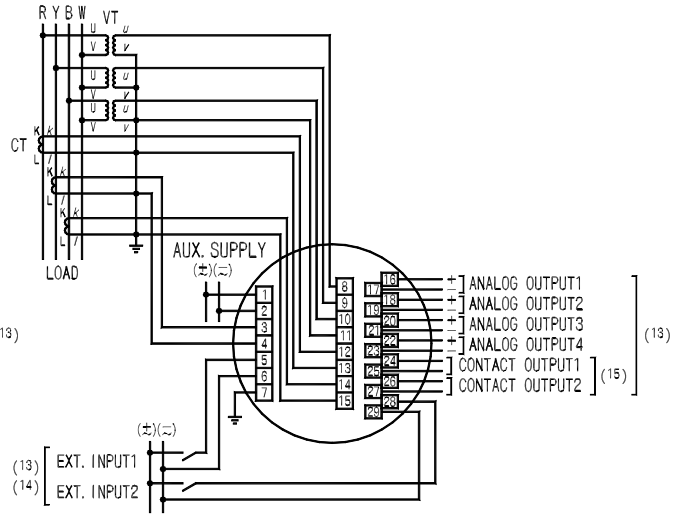 R Y B W VT
U u
V v
U u
V v
U u
V v
CT
K k
L l
K k
L l
K k
L l
LOAD
AUX. SUPPLY
(±)(∓)
1
2
3
4
5
6
7
8
9
10
11
12
13
14
15
16
17
18
19
20
21
22
23
24
25
26
27
28
29
+
− ANALOG OUTPUT1
+
− ANALOG OUTPUT2
+
− ANALOG OUTPUT3
+
− ANALOG OUTPUT4
CONTACT OUTPUT1
CONTACT OUTPUT2
(15)
(13)
13)
(±)(∓)
(13) EXT. INPUT1
(14) EXT. INPUT2